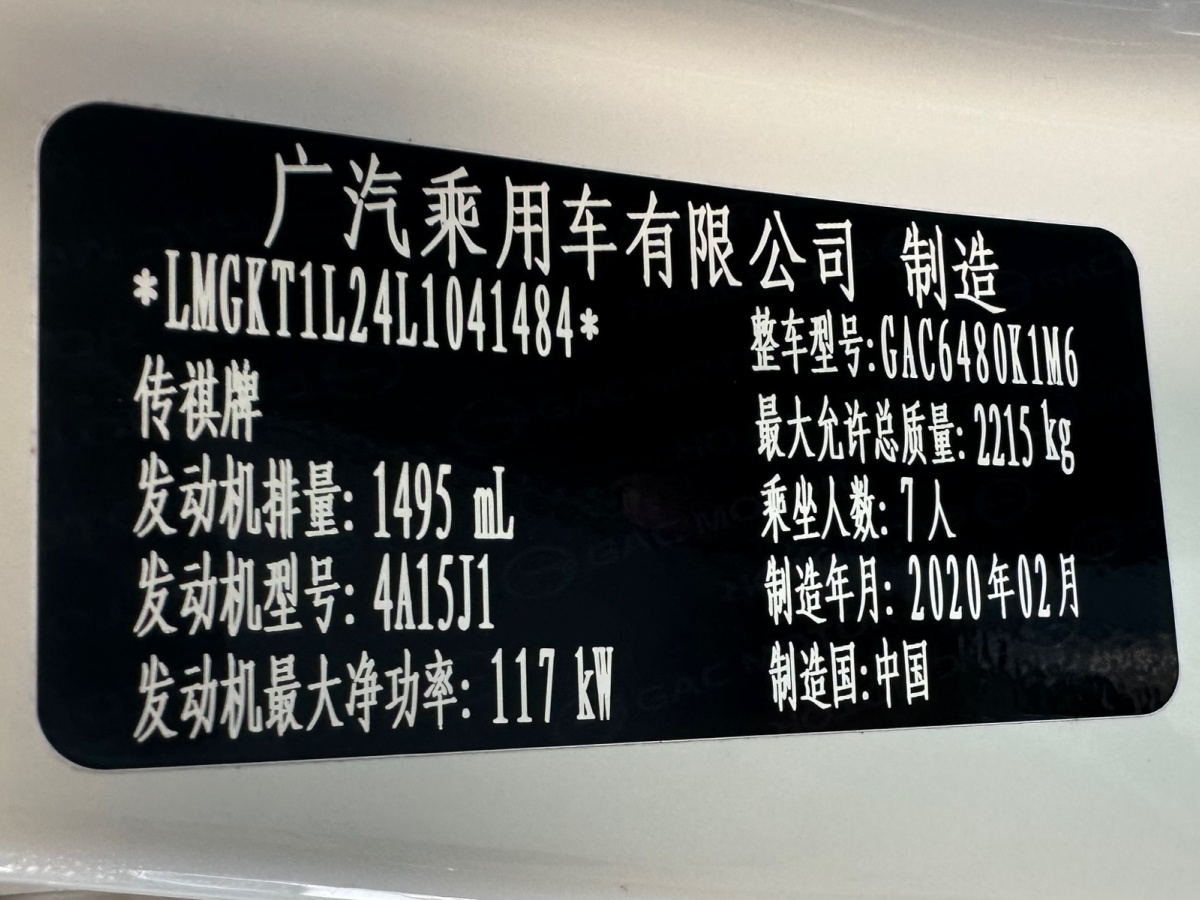 广汽乘用车有限公司 制造
*LMGKT1L24L1041484*
整车型号:GAC6480K1M6
传祺牌
最大允许总质量:2215 kg
发动机排量: 1495 mL
乘坐人数: 7人
发动机型号: 4A15J1
制造年月: 2020年02月
发动机最大净功率: 117 kW
制造国:中国